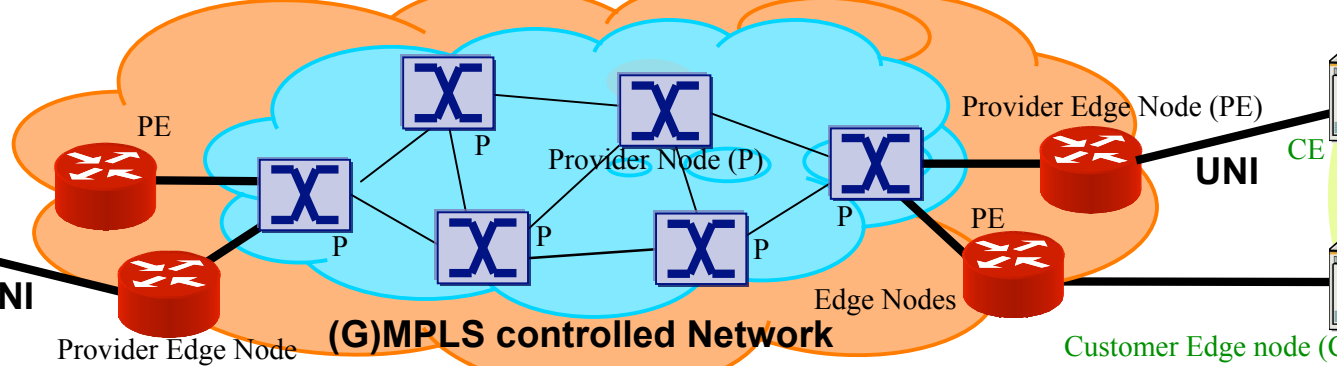 Provider Edge Node (PE)
PE
P
CE
Provider Node (P)
UNI
P
P
P
P
PE
NI
Edge Nodes
(G)MPLS controlled Network
Provider Edge Node
Customer Edge node (C